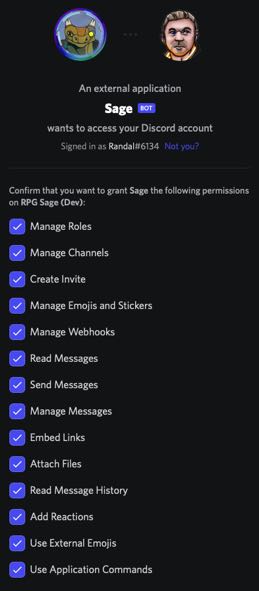 An external application
Sage BOT
wants to access your Discord account
Signed in as Randal#6134 Not you?
Confirm that you want to grant Sage the following permissions
on RPG Sage (Dev):
Manage Roles
Manage Channels
Create Invite
Manage Emojis and Stickers
Manage Webhooks
Read Messages
Send Messages
Manage Messages
Embed Links
Attach Files
Read Message History
Add Reactions
Use External Emojis
Use Application Commands